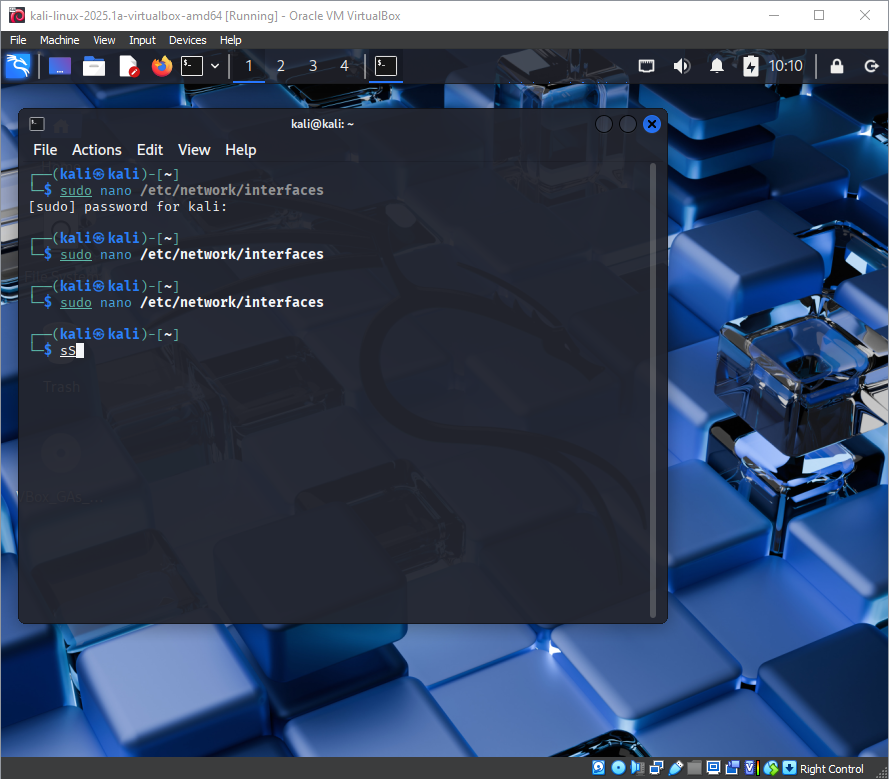 kali-linux-2025.1a-virtualbox-amd64 [Running] - Oracle VM VirtualBox
File Machine View Input Devices Help
1 2 3 4 10:10
kali@kali: ~
File Actions Edit View Help
┌──(kali㉿kali)-[~]
└─$ sudo nano /etc/network/interfaces
[sudo] password for kali:
┌──(kali㉿kali)-[~]
└─$ sudo nano /etc/network/interfaces
┌──(kali㉿kali)-[~]
└─$ sudo nano /etc/network/interfaces
┌──(kali㉿kali)-[~]
└─$ sS
Trash
Right Control